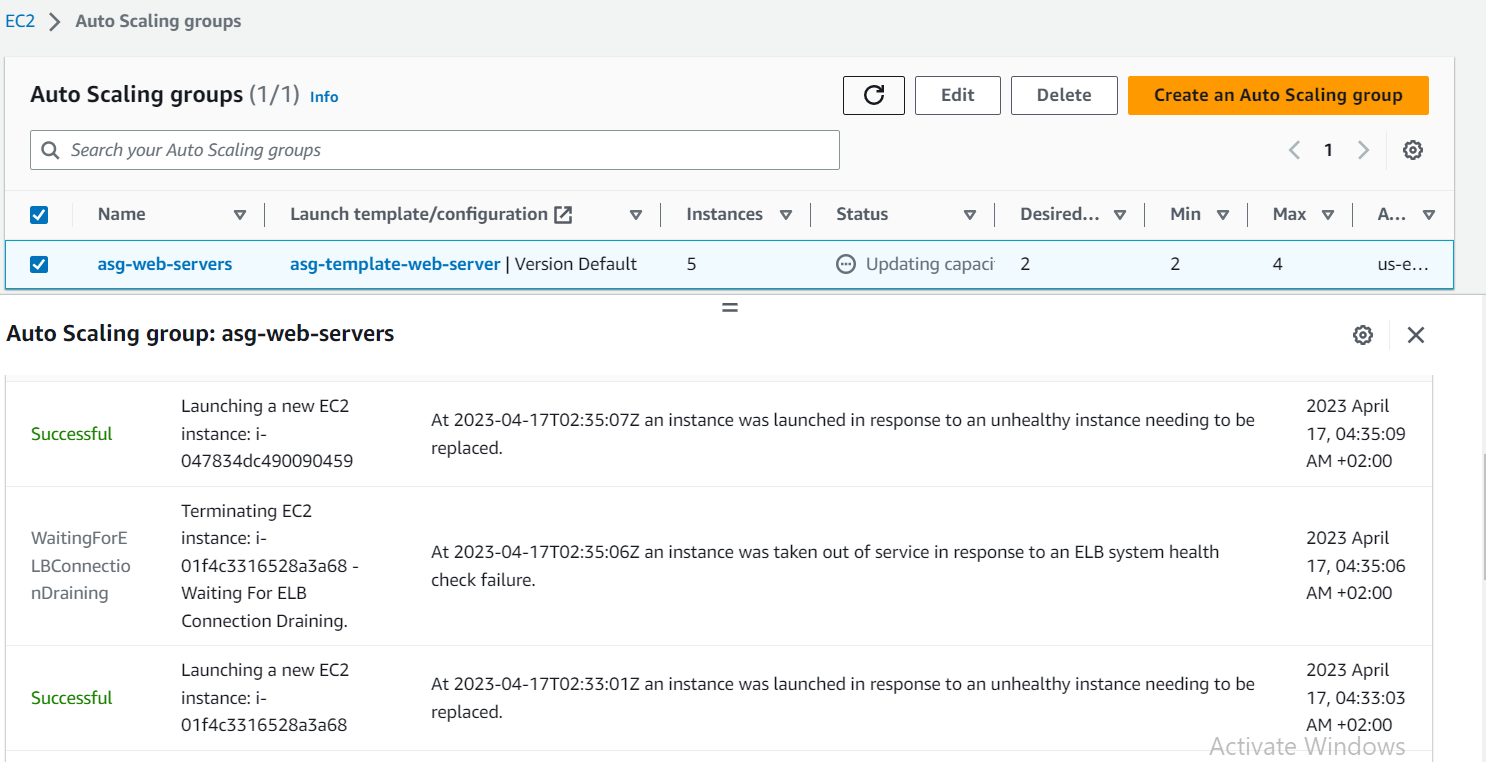 EC2 > Auto Scaling groups
Auto Scaling groups (1/1) Info
Edit
Delete
Create an Auto Scaling group
Search your Auto Scaling groups
1
Name Launch template/configuration Instances Status Desired... Min Max A...
asg-web-servers asg-template-web-server | Version Default 5 Updating capaci 2 2 4 us-e...
Auto Scaling group: asg-web-servers
Successful
Launching a new EC2
instance: i-
047834dc490090459
At 2023-04-17T02:35:07Z an instance was launched in response to an unhealthy instance needing to be
replaced.
2023 April
17, 04:35:09
AM +02:00
WaitingForE
LBConnectio
nDraining
Terminating EC2
instance: i-
01f4c3316528a3a68 -
Waiting For ELB
Connection Draining.
At 2023-04-17T02:35:06Z an instance was taken out of service in response to an ELB system health
check failure.
2023 April
17, 04:35:06
AM +02:00
Successful
Launching a new EC2
instance: i-
01f4c3316528a3a68
At 2023-04-17T02:33:01Z an instance was launched in response to an unhealthy instance needing to be
replaced.
2023 April
17, 04:33:03
AM +02:00
Activate Windows